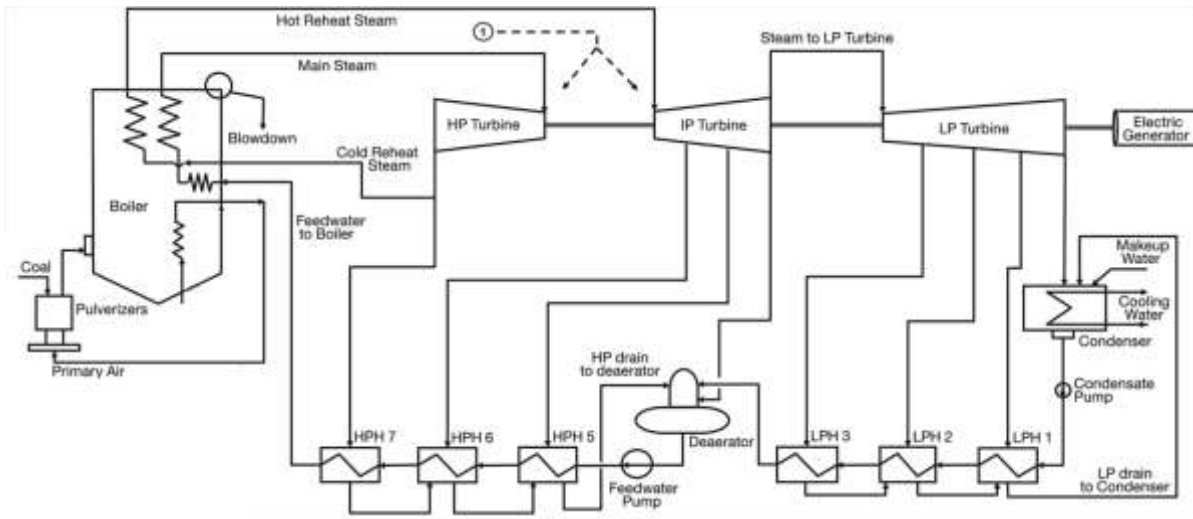 Hot Reheat Steam
1
Steam to LP Turbine
Main Steam
HP Turbine
IP Turbine
LP Turbine
Electric
Generator
Blowdown
Cold Reheat
Steam
Boiler
Feedwater
to Boiler
Coal
Pulverizers
Primary Air
Makeup
Water
Cooling
Water
Condenser
HP drain
to deaerator
Condensate
Pump
HPH 7
HPH 6
HPH 5
Deaerator
LPH 3
LPH 2
LPH 1
Feedwater
Pump
LP drain
to Condenser